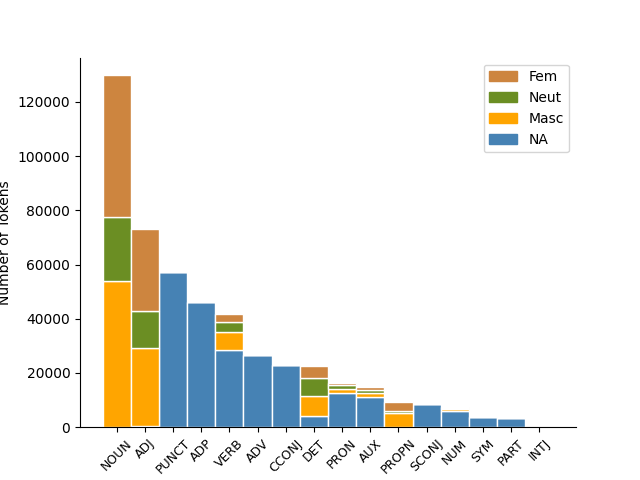 Fem
Neut
Masc
NA
Number of Tokens
120000
100000
80000
60000
40000
20000
0
NOUN
ADJ
PUNCT
ADP
VERB
ADV
CCONJ
DET
PRON
AUX
PROPN
SCONJ
NUM
SYM
PART
INTJ